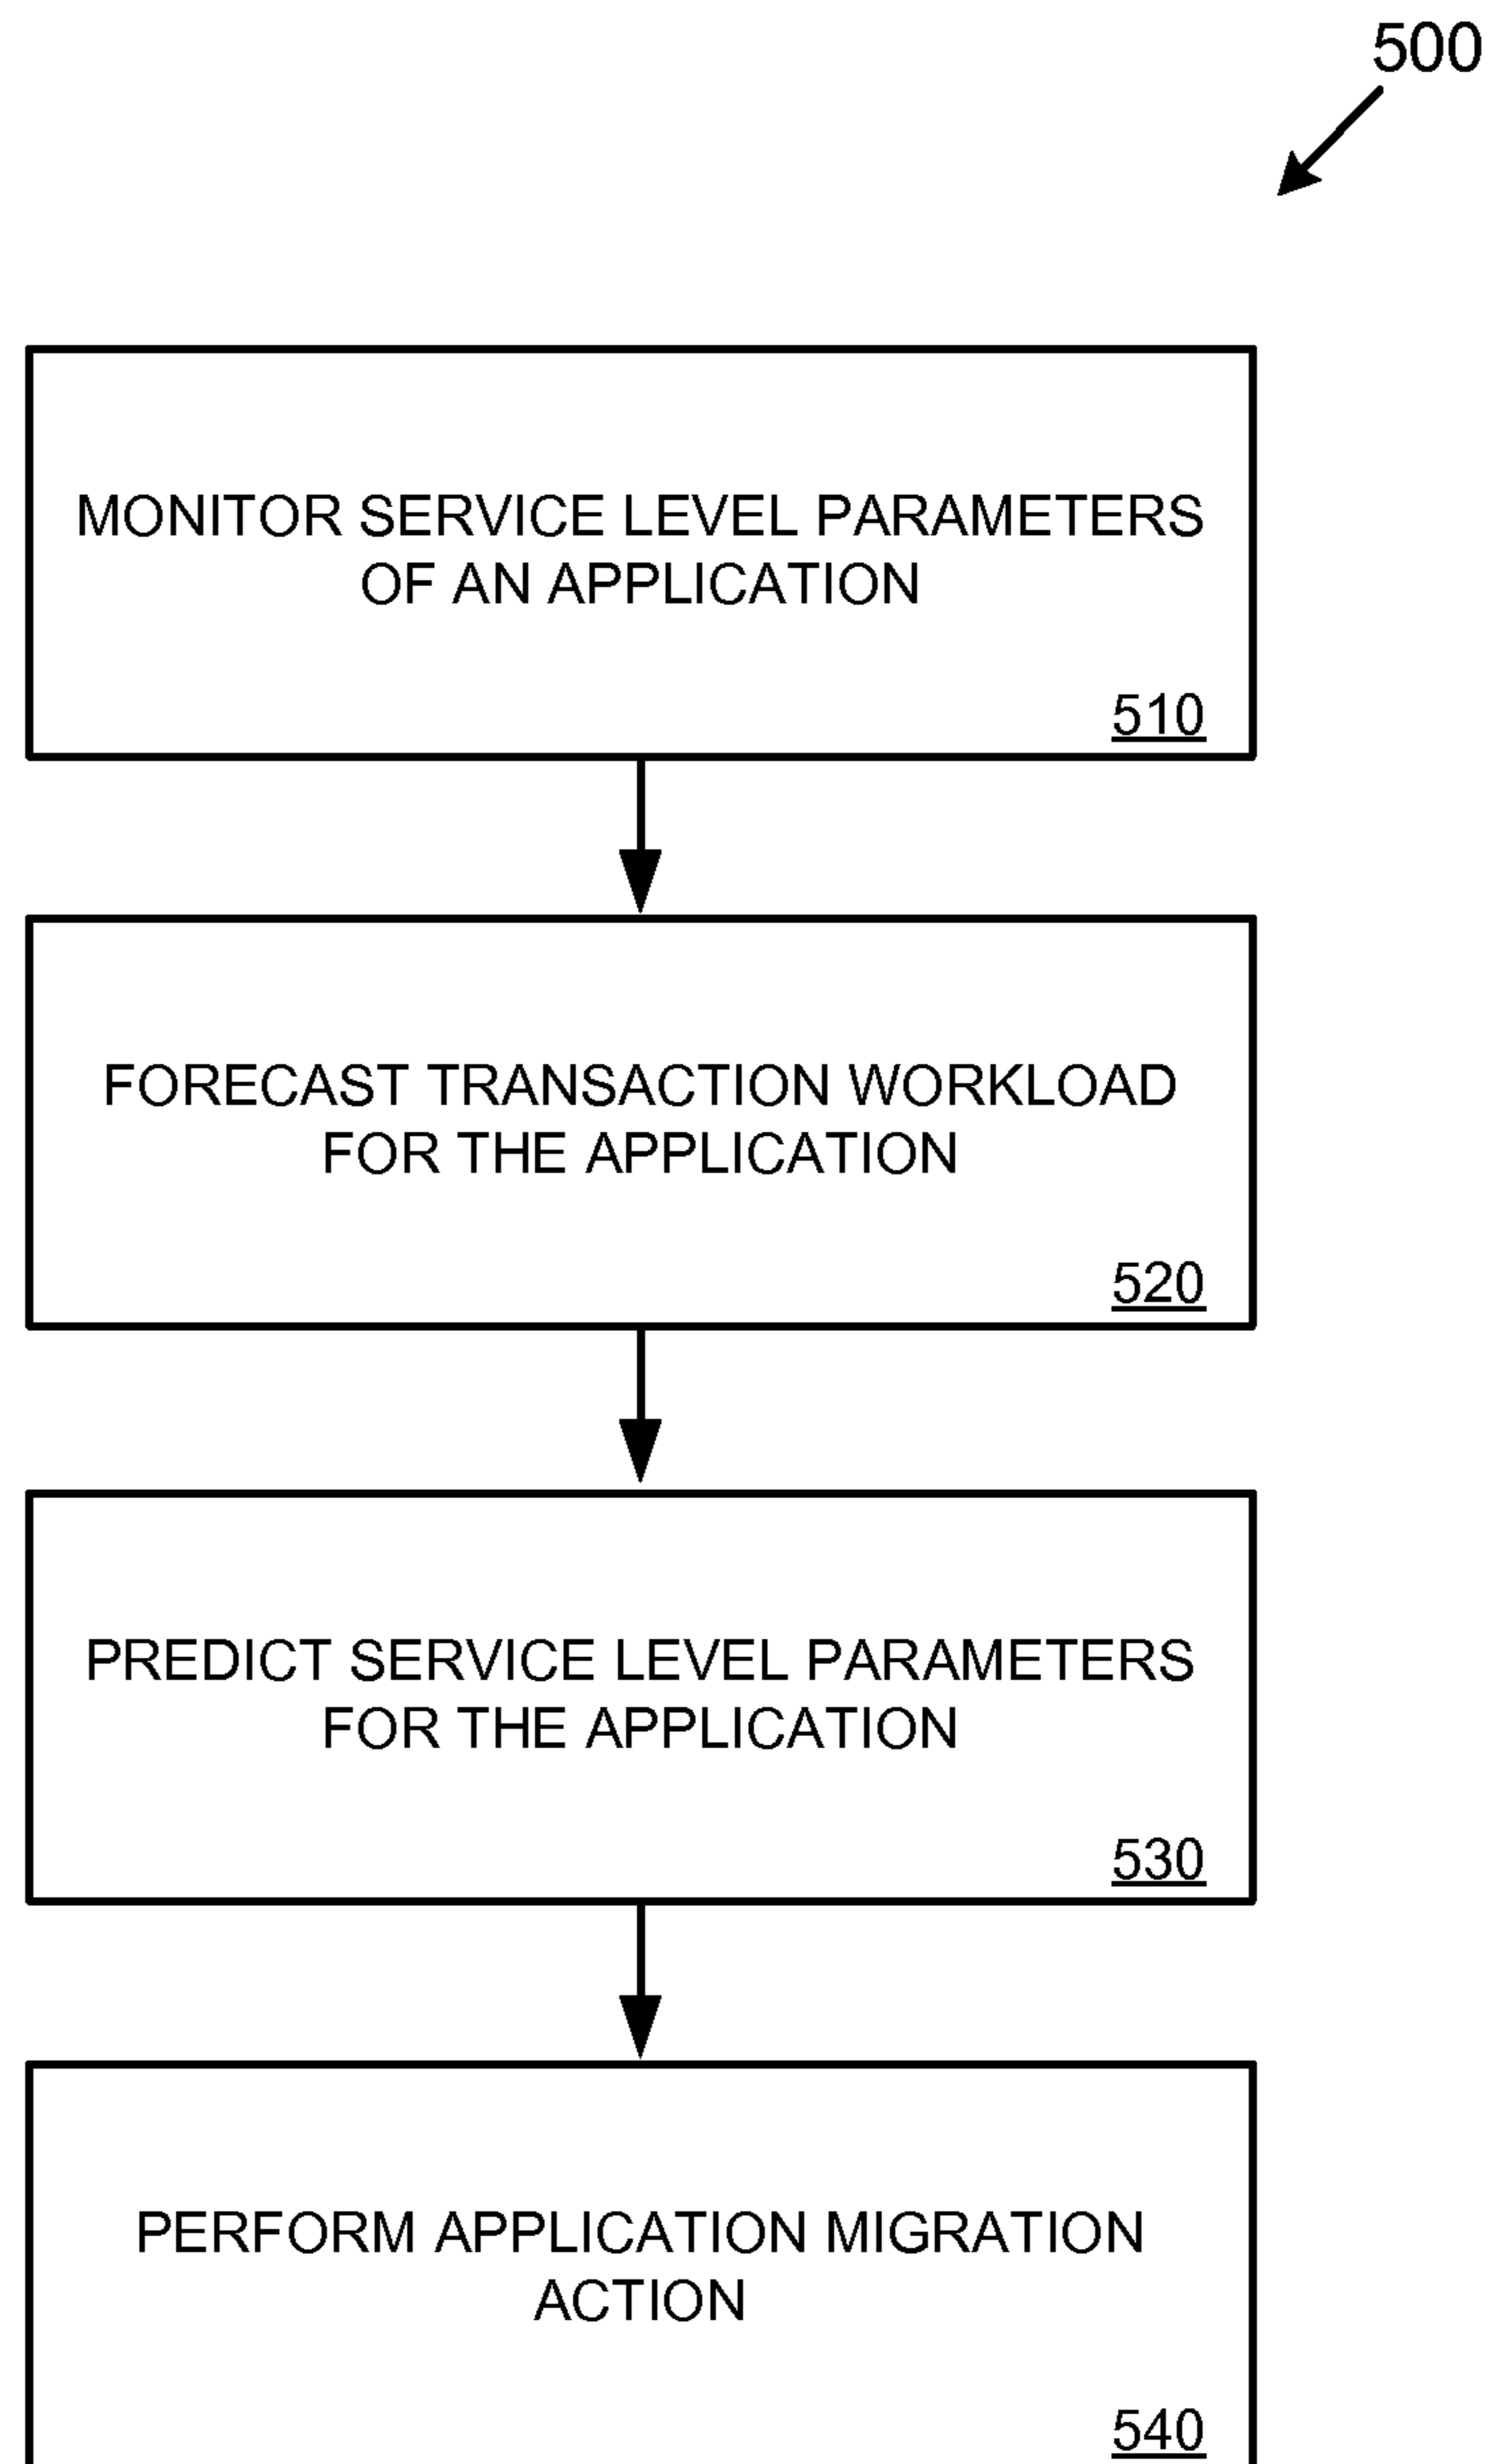 500
MONITOR SERVICE LEVEL PARAMETERS
OF AN APPLICATION
510
FORECAST TRANSACTION WORKLOAD
FOR THE APPLICATION
520
PREDICT SERVICE LEVEL PARAMETERS
FOR THE APPLICATION
530
PERFORM APPLICATION MIGRATION
ACTION
540